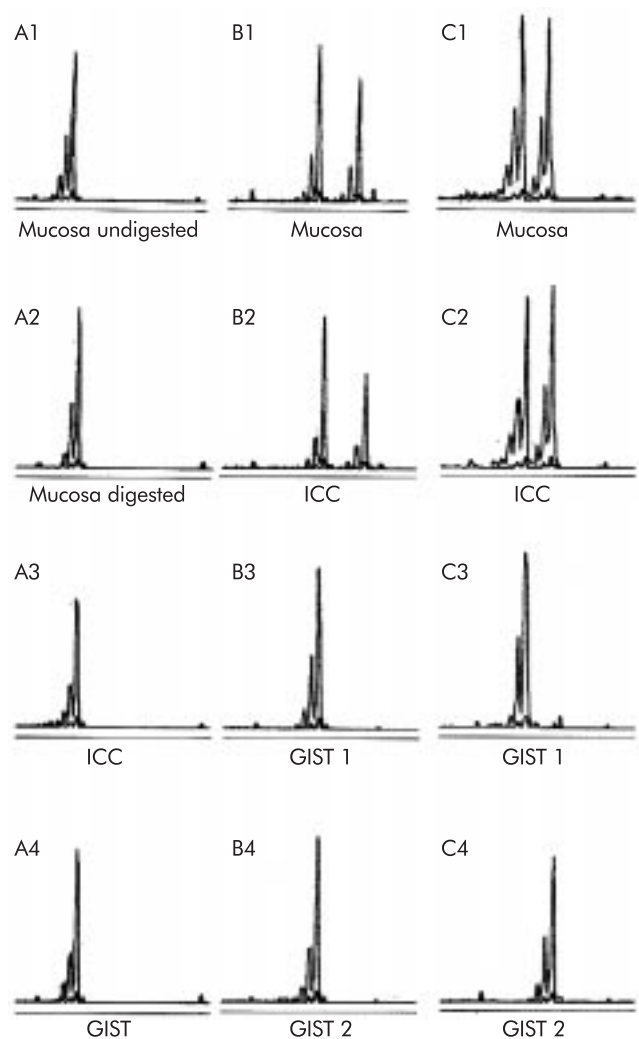 A1 B1 C1
Mucosa undigested Mucosa Mucosa
A2 B2 C2
Mucosa digested ICC ICC
A3 B3 C3
ICC GIST 1 GIST 1
A4 B4 C4
GIST GIST 2 GIST 2